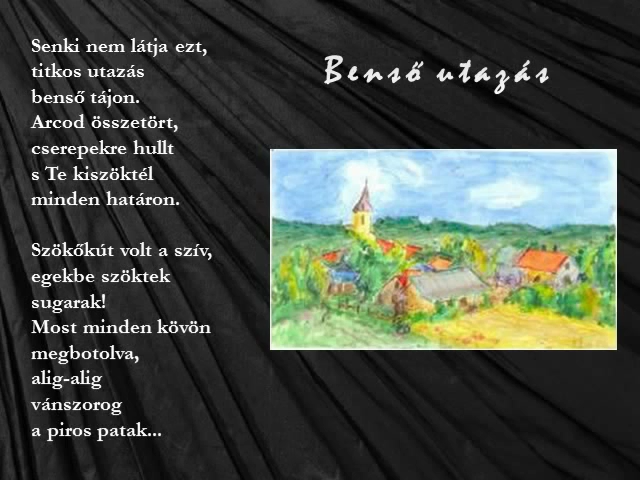 Benső utazás
Senki nem látja ezt,
titkos utazás
benső tájon.
Arcod összetört,
cserepekre hullt
s Te kiszöktél
minden határon.
Szökőkút volt a szív,
egekbe szöktek
sugarak!
Most minden kövön
megbotolva,
alig-alig
vánszorog
a piros patak...